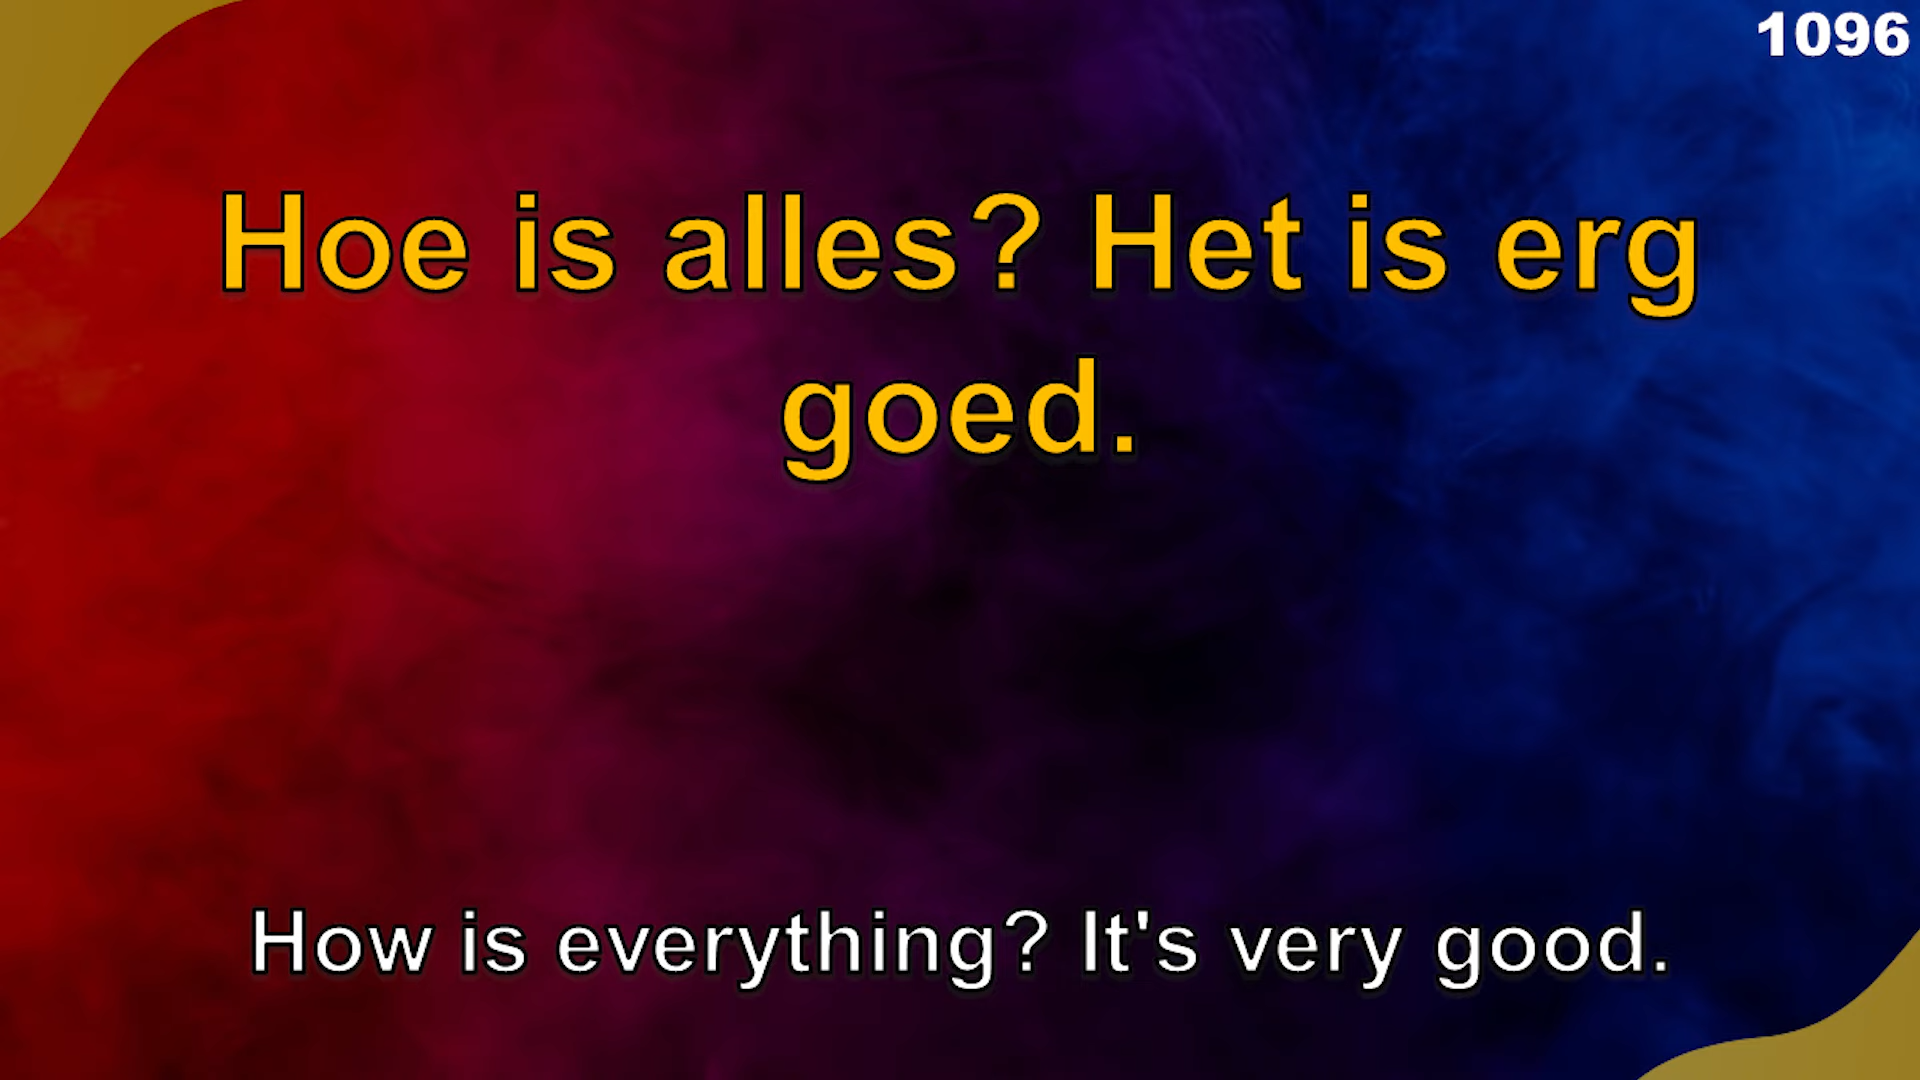 1096
Hoe is alles? Het is erg
goed.
How is everything? It's very good.